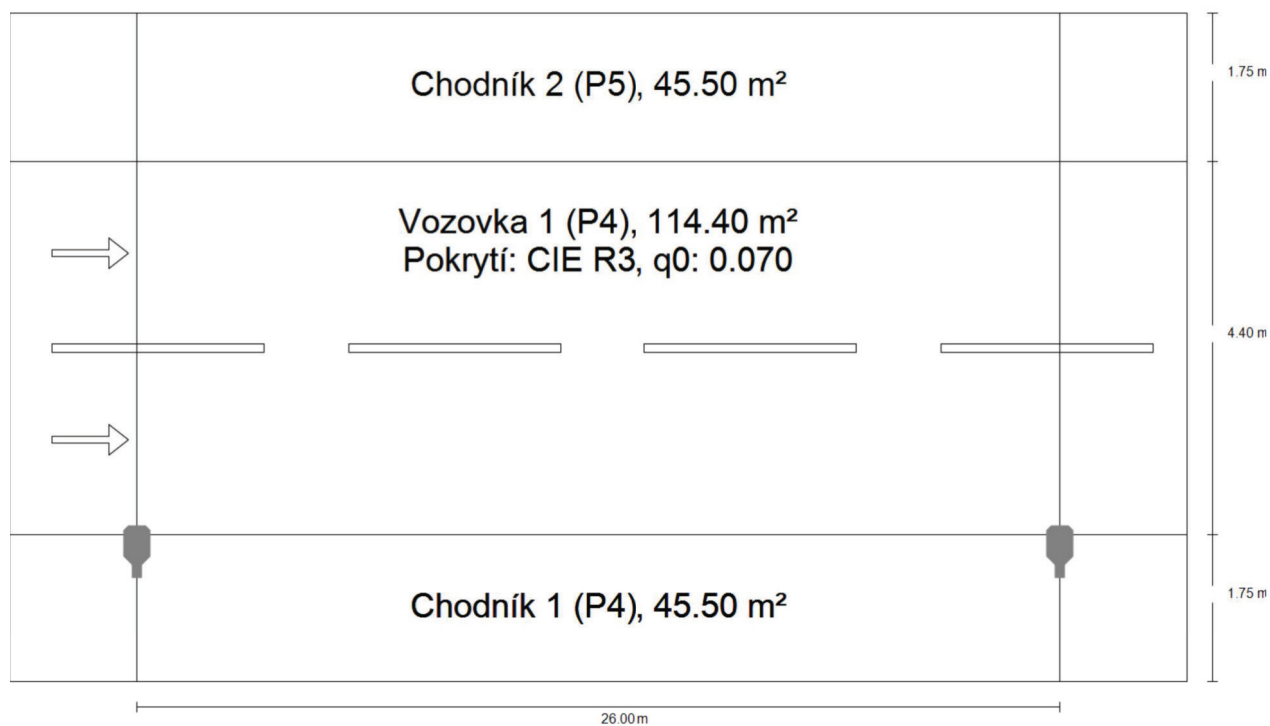 Chodník 2 (P5), 45.50 m²
1.75 m
Vozovka 1 (P4), 114.40 m²
Pokrytí: CIE R3, q0: 0.070
4.40 m
Chodník 1 (P4), 45.50 m²
1.75 m
26.00 m